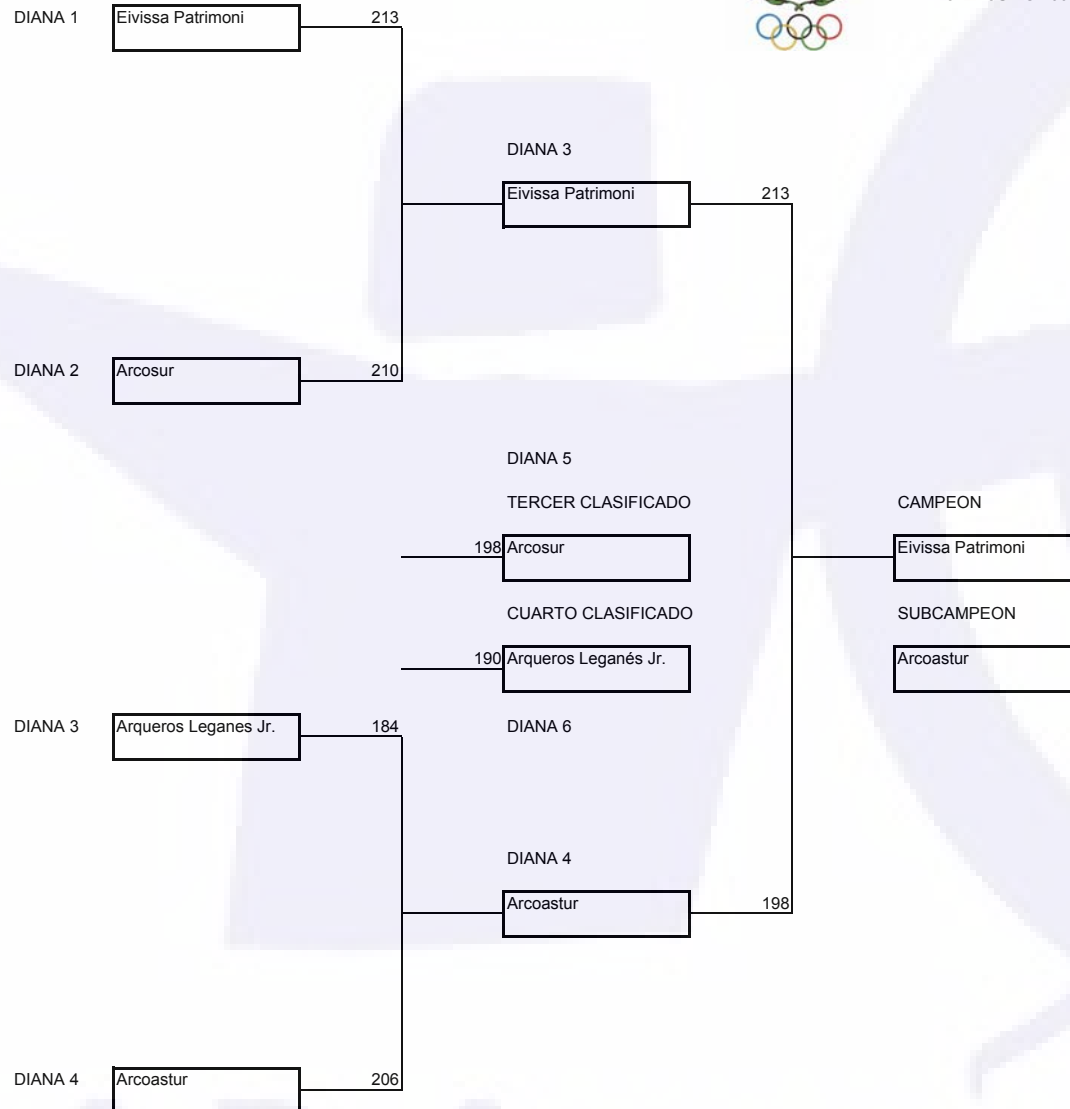 DIANA 1 Eivissa Patrimoni 213
DIANA 3
Eivissa Patrimoni 213
DIANA 2 Arcosur 210
DIANA 5
TERCER CLASIFICADO CAMPEON
198 Arcosur Eivissa Patrimoni
CUARTO CLASIFICADO SUBCAMPEON
190 Arqueros Leganés Jr. Arcoastur
DIANA 3 Arqueros Leganes Jr. 184 DIANA 6
DIANA 4
Arcoastur 198
DIANA 4 Arcoastur 206